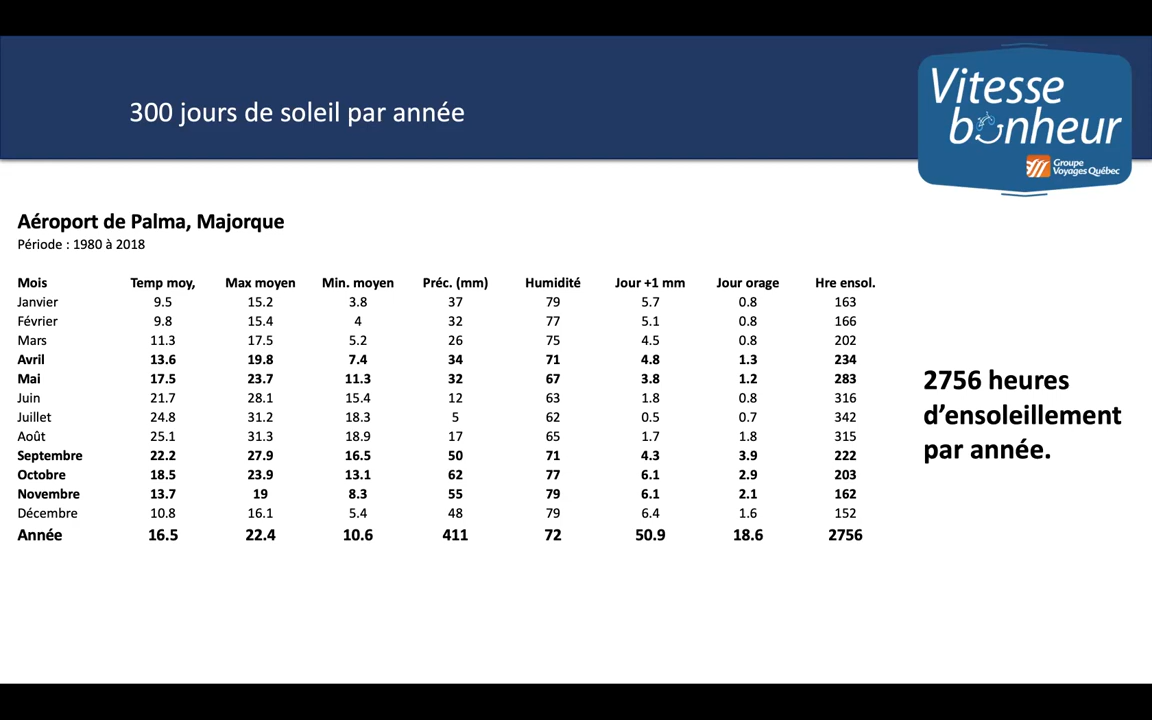 300 jours de soleil par année
Vitesse
bonheur
Groupe
Voyages Québec
Aéroport de Palma, Majorque
Période : 1980 à 2018
Mois Temp moy, Max moyen Min. moyen Préc. (mm) Humidité Jour +1 mm Jour orage Hre ensol.
Janvier 9.5 15.2 3.8 37 79 5.7 0.8 163
Février 9.8 15.4 4 32 77 5.1 0.8 166
Mars 11.3 17.5 5.2 26 75 4.5 0.8 202
Avril 13.6 19.8 7.4 34 71 4.8 1.3 234
Mai 17.5 23.7 11.3 32 67 3.8 1.2 283
Juin 21.7 28.1 15.4 12 63 1.8 0.8 316
Juillet 24.8 31.2 18.3 5 62 0.5 0.7 342
Août 25.1 31.3 18.9 17 65 1.7 1.8 315
Septembre 22.2 27.9 16.5 50 71 4.3 3.9 222
Octobre 18.5 23.9 13.1 62 77 6.1 2.9 203
Novembre 13.7 19 8.3 55 79 6.1 2.1 162
Décembre 10.8 16.1 5.4 48 79 6.4 1.6 152
Année 16.5 22.4 10.6 411 72 50.9 18.6 2756
2756 heures
d’ensoleillement
par année.